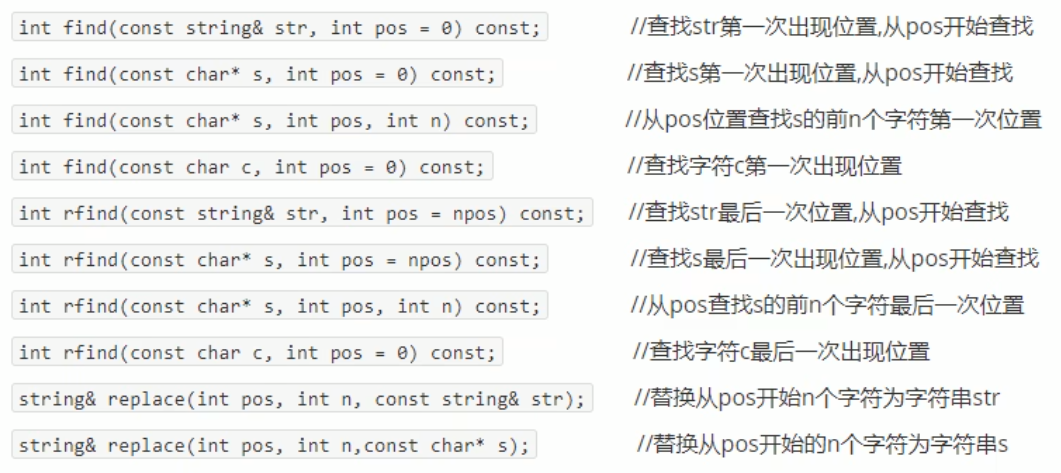 int find(const string& str, int pos = 0) const; //查找str第一次出现位置,从pos开始查找
int find(const char* s, int pos = 0) const; //查找s第一次出现位置,从pos开始查找
int find(const char* s, int pos, int n) const; //从pos位置查找s的前n个字符第一次位置
int find(const char c, int pos = 0) const; //查找字符c第一次出现位置
int rfind(const string& str, int pos = npos) const; //查找str最后一次位置,从pos开始查找
int rfind(const char* s, int pos = npos) const; //查找s最后一次出现位置,从pos开始查找
int rfind(const char* s, int pos, int n) const; //从pos查找s的前n个字符最后一次位置
int rfind(const char c, int pos = 0) const; //查找字符c最后一次出现位置
string& replace(int pos, int n, const string& str); //替换从pos开始n个字符为字符串str
string& replace(int pos, int n,const char* s); //替换从pos开始的n个字符为字符串s